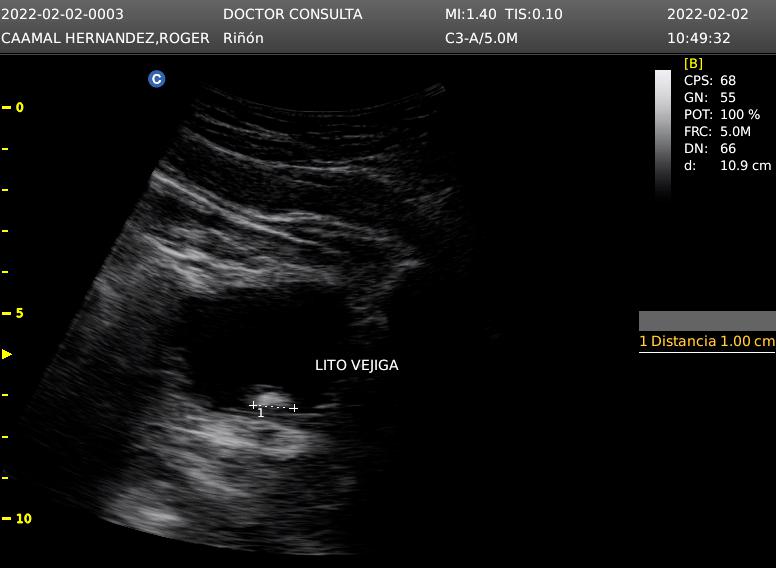 2022-02-02-0003 DOCTOR CONSULTA MI:1.40 TIS:0.10 2022-02-02
CAAMAL HERNANDEZ,ROGER Riñón C3-A/5.0M 10:49:32
C
[B]
CPS: 68
GN: 55
POT: 100 %
FRC: 5.0M
DN: 66
d: 10.9 cm
0
5
10
1 Distancia 1.00 cm
LITO VEJIGA
1